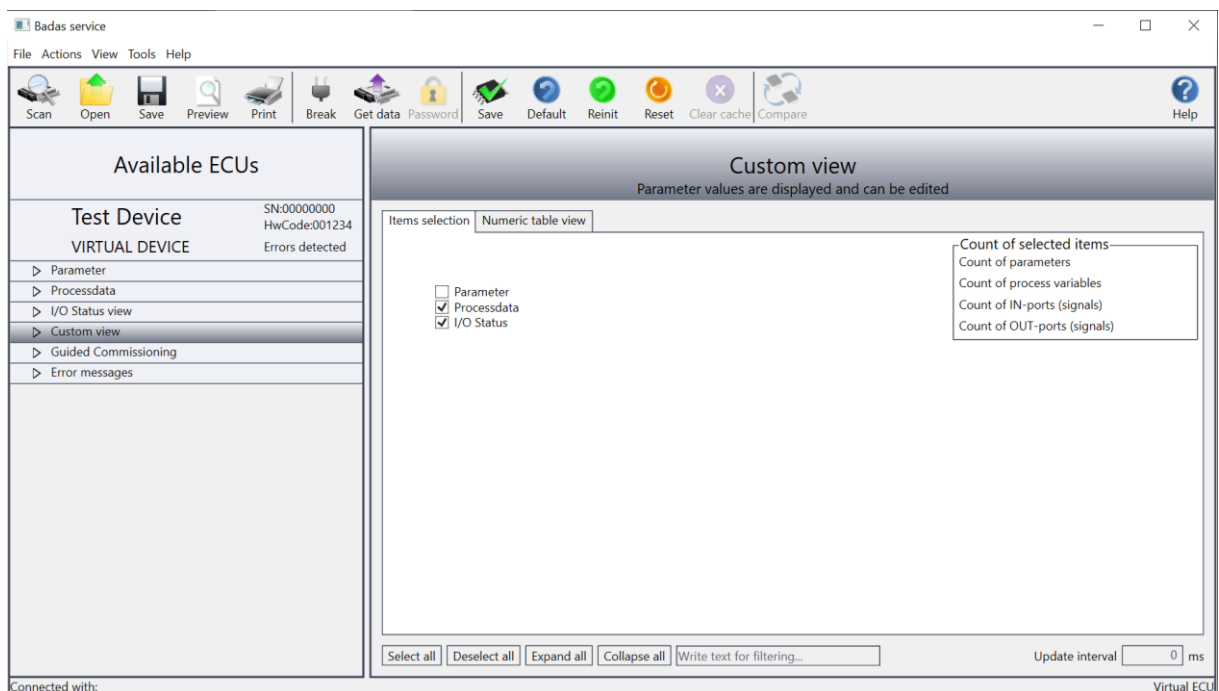 Badas service
File Actions View Tools Help
Scan Open Save Preview Print Break Get data Password Save Default Reinit Reset Clear cache Compare Help
Available ECUs
Test Device
SN:00000000
HwCode:001234
VIRTUAL DEVICE
Errors detected
Parameter
Processdata
I/O Status view
Custom view
Guided Commissioning
Error messages
Custom view
Parameter values are displayed and can be edited
Items selection Numeric table view
Parameter
Processdata
I/O Status
Count of selected items
Count of parameters
Count of process variables
Count of IN-ports (signals)
Count of OUT-ports (signals)
Select all Deselect all Expand all Collapse all Write text for filtering... Update interval 0 ms
Connected with: Virtual ECU